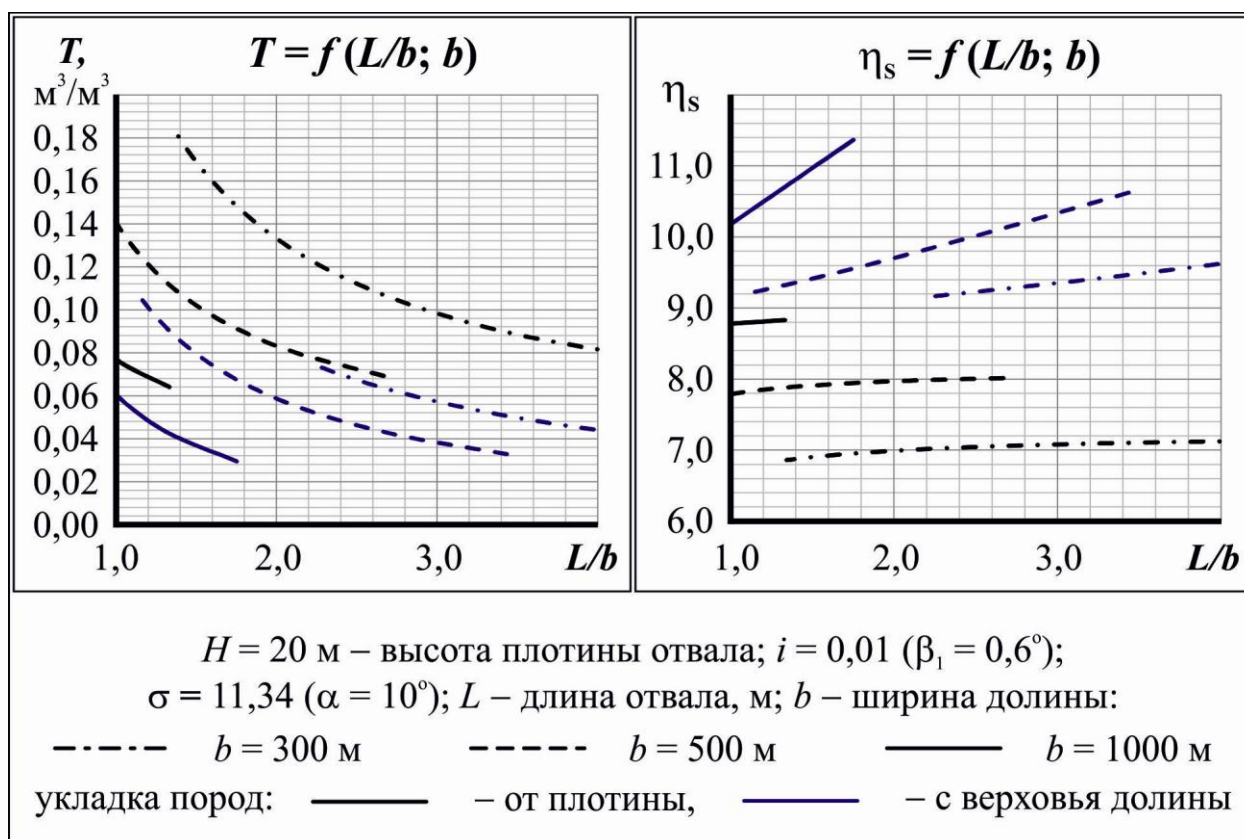 T,
м³/м³
T = f (L/b; b)
0,18
0,16
0,14
0,12
0,10
0,08
0,06
0,04
0,02
0,00
1,0 2,0 3,0 L/b
ηs = f (L/b; b)
ηs
11,0
10,0
9,0
8,0
7,0
6,0
1,0 2,0 3,0 L/b
H = 20 м – высота плотины отвала; i = 0,01 (β₁ = 0,6°);
σ = 11,34 (α = 10°); L – длина отвала, м; b – ширина долины:
b = 300 м b = 500 м b = 1000 м
укладка пород: – от плотины, – с верховья долины